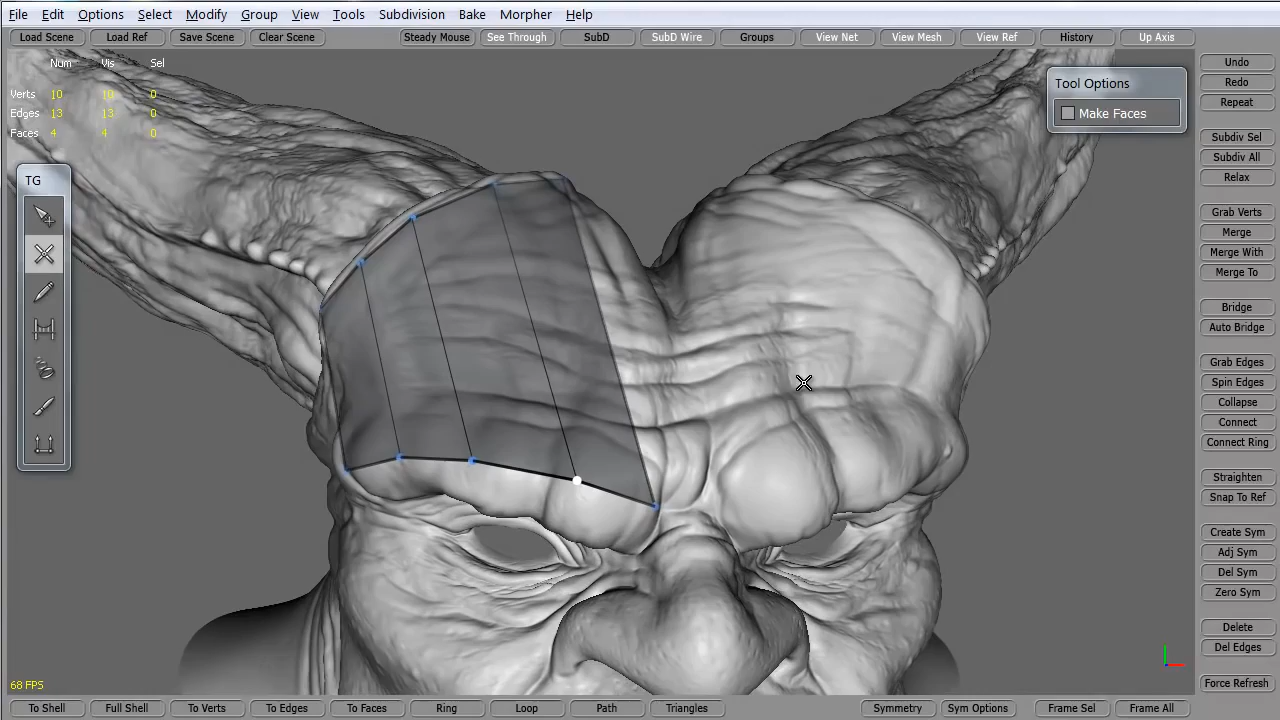 File Edit Options Select Modify Group View Tools Subdivision Bake Morpher Help
Load Scene Load Ref Save Scene Clear Scene Steady Mouse See Through SubD SubD Wire Groups View Net View Mesh View Ref History Up Axis
Num Vis Sel
Verts 10 10 0
Edges 13 13 0
Faces 4 4 0
TG
Tool Options
Make Faces
Undo
Redo
Repeat
Subdiv Sel
Subdiv All
Relax
Grab Verts
Merge
Merge With
Merge To
Bridge
Auto Bridge
Grab Edges
Spin Edges
Collapse
Connect
Connect Ring
Straighten
Snap To Ref
Create Sym
Adj Sym
Del Sym
Zero Sym
Delete
Del Edges
Force Refresh
68 FPS
To Shell Full Shell To Verts To Edges To Faces Ring Loop Path Triangles Symmetry Sym Options Frame Sel Frame All